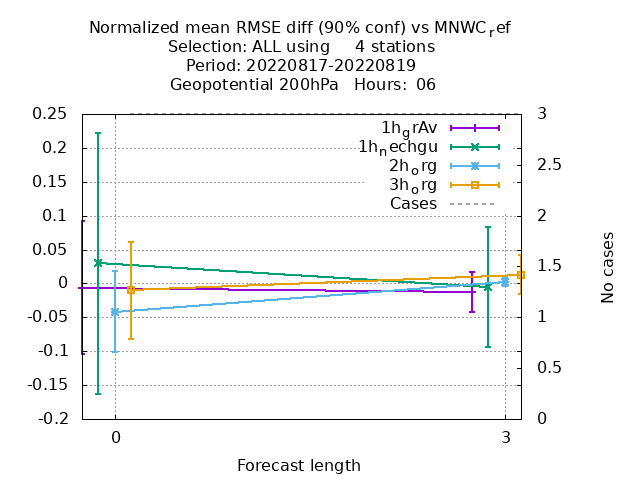 Normalized mean RMSE diff (90% conf) vs MNWC_ref
Selection: ALL using     4 stations
Period: 20220817-20220819
Geopotential 200hPa   Hours:  06
0.25
0.2
0.15
0.1
0.05
0
-0.05
-0.1
-0.15
-0.2
3
2.5
2
1.5
1
0.5
0
1h_grAv
1h_nechgu
2h_org
3h_org
Cases
No cases
0
3
Forecast length